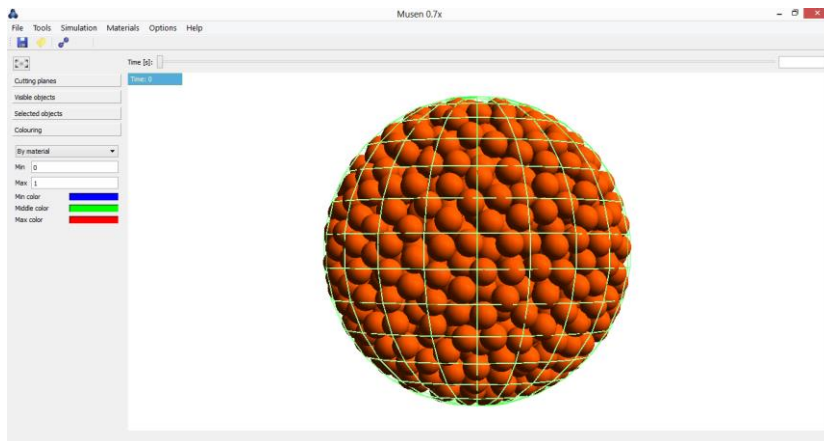 Musen 0.7x
File Tools Simulation Materials Options Help
Time [s]:
Cutting planes
Time: 0
Visible objects
Selected objects
Colouring
By material
Min 0
Max 1
Min color
Middle color
Max color